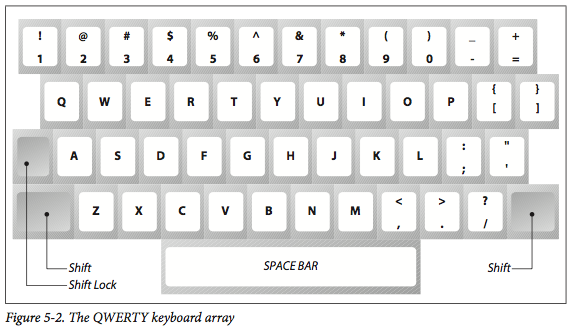 ! @ # $ % ^ & * ( ) _ +
1 2 3 4 5 6 7 8 9 0 - =
Q W E R T Y U I O P { }
[ ]
A S D F G H J K L : "
; '
Z X C V B N M < > ?
, . /
SPACE BAR
Shift
Shift
Shift Lock
Figure 5-2. The QWERTY keyboard array